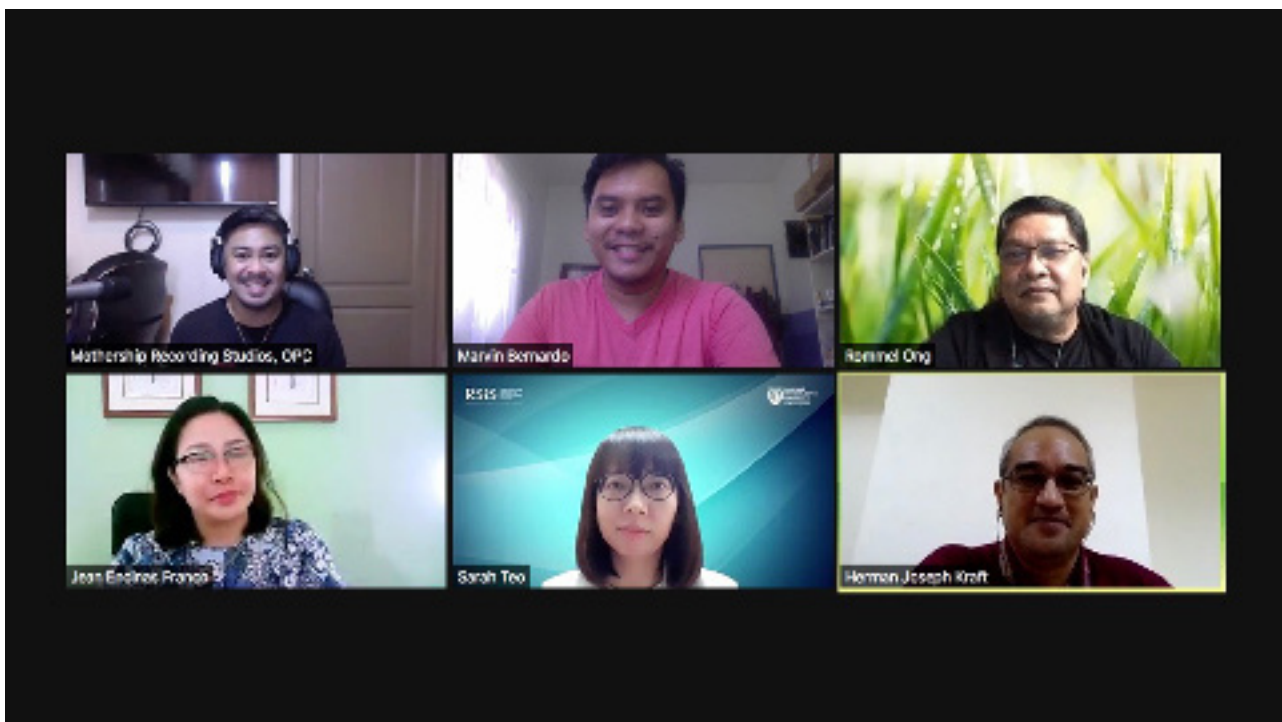 Mothership Recording Studios, OPC
Marvin Bernardo
Rommel Ong
RSIS
Jean Encinas Franco
Sarah Teo
Herman Joseph Kraft